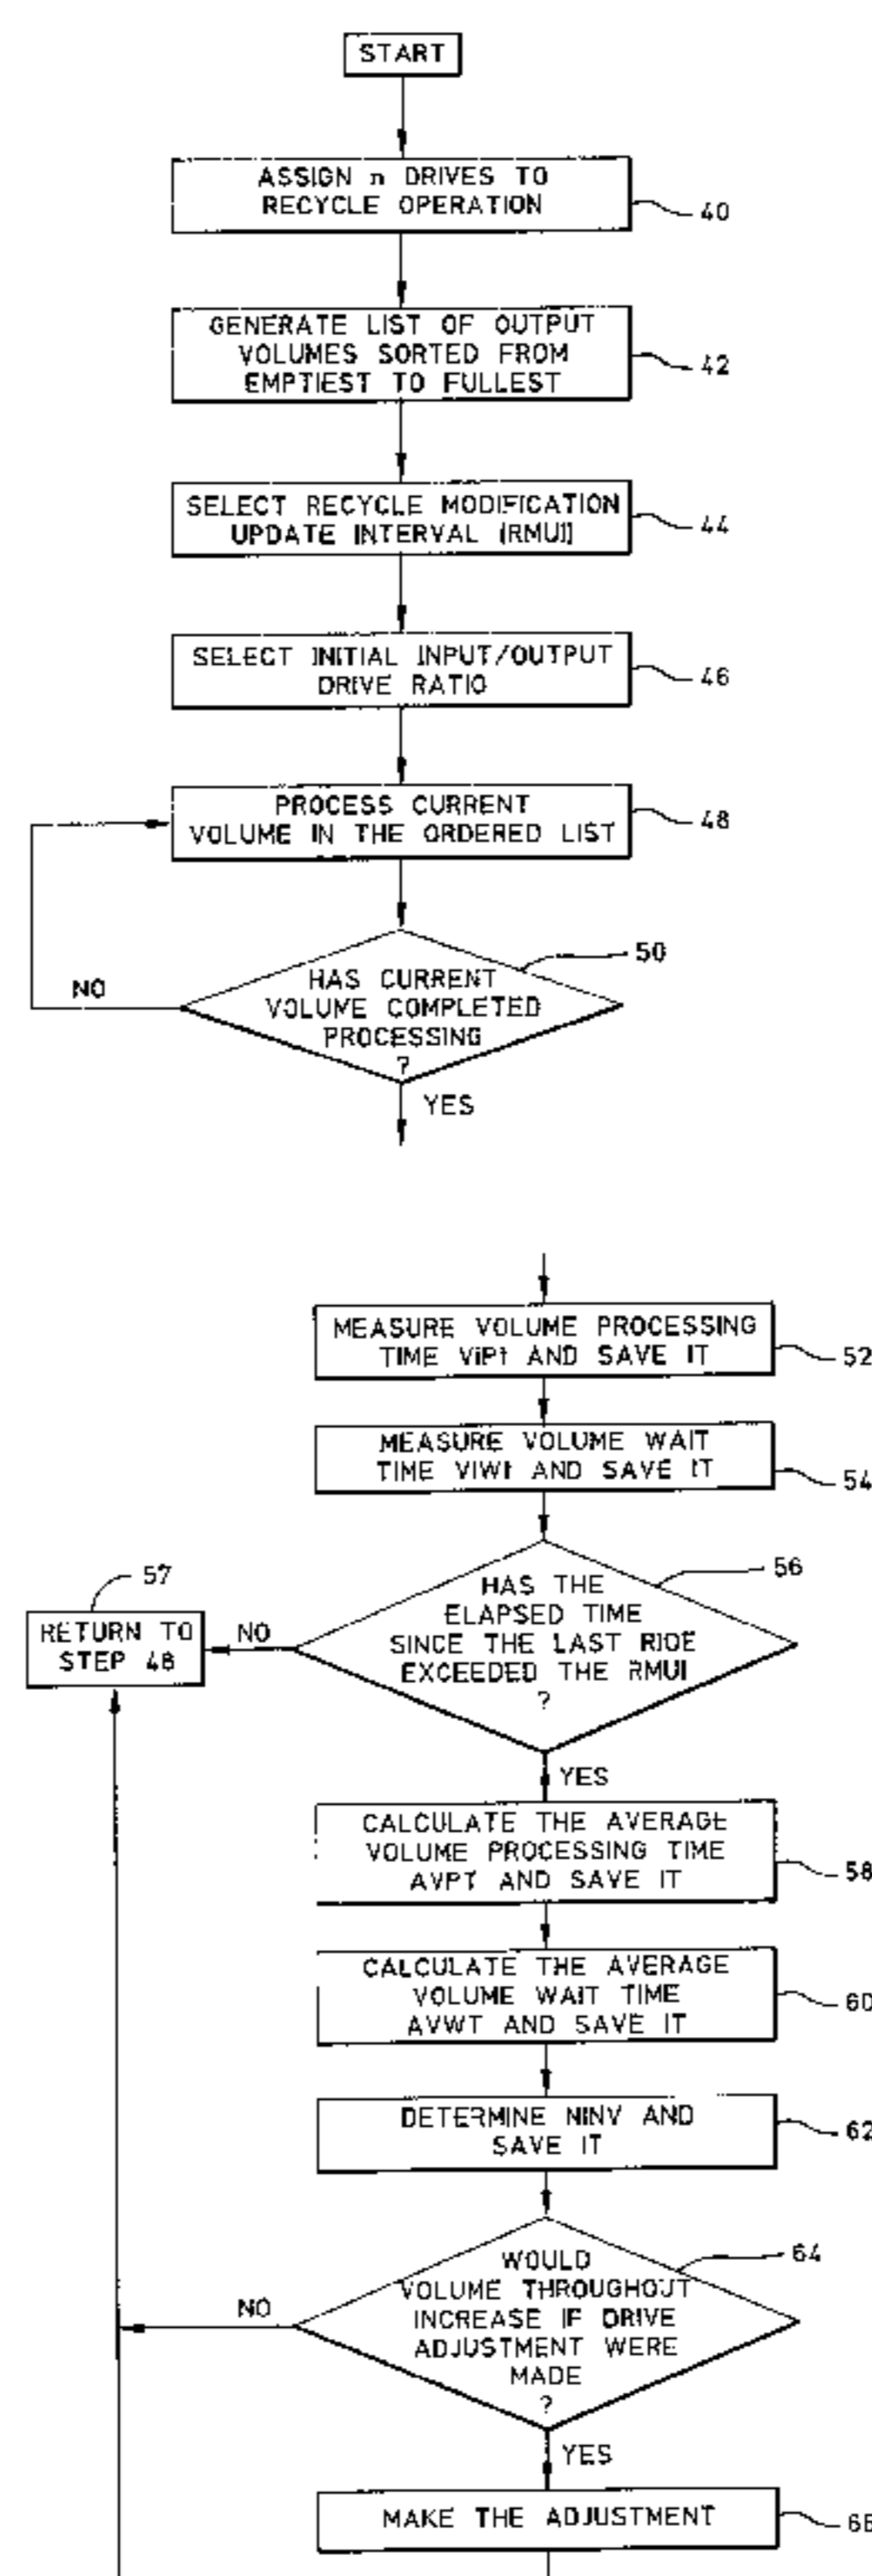 START
ASSIGN n DRIVES TO
RECYCLE OPERATION
40
GENERATE LIST OF OUTPUT
VOLUMES SORTED FROM
EMPTIEST TO FULLEST
42
SELECT RECYCLE MODIFICATION
UPDATE INTERVAL (RMUI)
44
SELECT INITIAL INPUT/OUTPUT
DRIVE RATIO
46
PROCESS CURRENT
VOLUME IN THE ORDERED LIST
48
HAS CURRENT
VOLUME COMPLETED
PROCESSING
?
50
NO
YES
MEASURE VOLUME PROCESSING
TIME ViPt AND SAVE IT
52
MEASURE VOLUME WAIT
TIME ViWt AND SAVE IT
54
HAS THE
ELAPSED TIME
SINCE THE LAST RIOE
EXCEEDED THE RMUI
?
56
57
RETURN TO
STEP 48
NO
YES
CALCULATE THE AVERAGE
VOLUME PROCESSING TIME
AVPT AND SAVE IT
58
CALCULATE THE AVERAGE
VOLUME WAIT TIME
AVWT AND SAVE IT
60
DETERMINE NINV AND
SAVE IT
62
WOULD
VOLUME THROUGHOUT
INCREASE IF DRIVE
ADJUSTMENT WERE
MADE
?
64
NO
YES
MAKE THE ADJUSTMENT
66